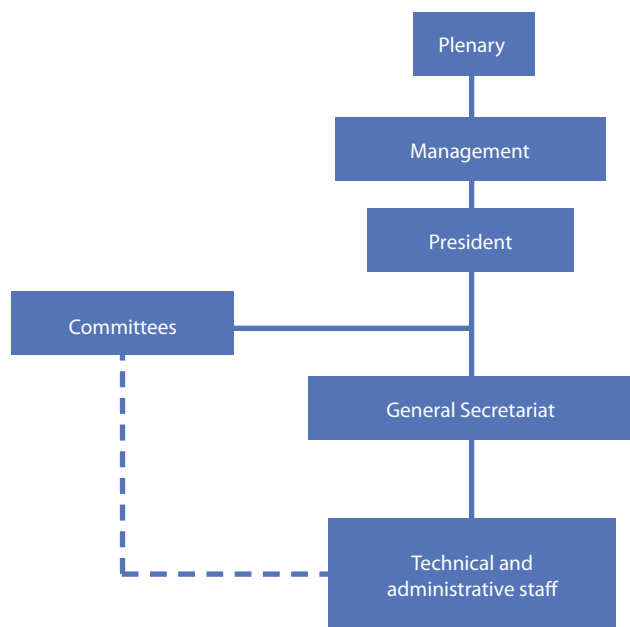 Plenary
Management
President
Committees
General Secretariat
Technical and
administrative staff